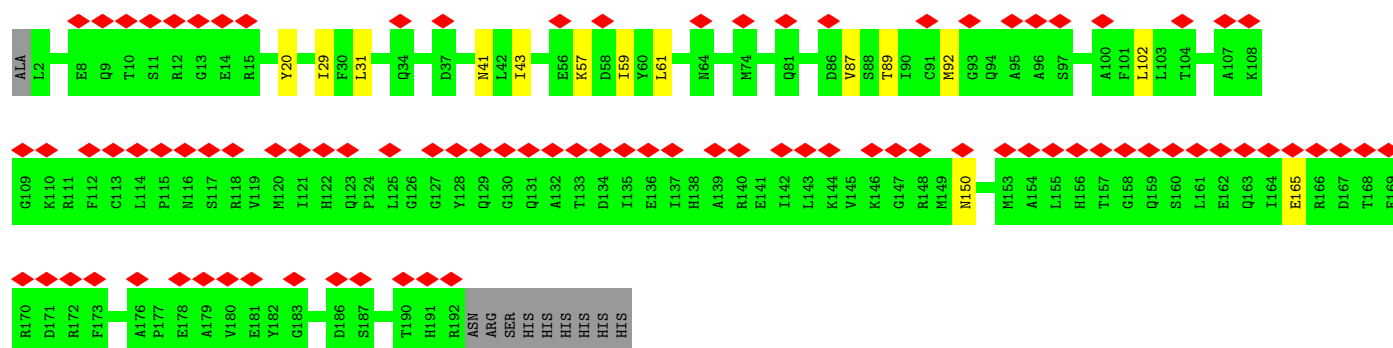 ALA L2 E8 Q9 T10 S11 R12 G13 E14 R15 Y20 I29 F30 L31 Q34 D37 N41 L42 I43 E56 K57 D58 I59 Y60 L61 N64 M74 Q81 D86 V87 S88 T89 I90 C91 M92 G93 Q94 A95 A96 S97 A100 F101 L102 L103 T104 A107 K108
G109 K110 R111 F112 C113 L114 P115 N116 S117 R118 V119 M120 I121 H122 Q123 P124 L125 G126 G127 Y128 Q129 G130 Q131 A132 T133 D134 I135 E136 I137 H138 A139 R140 E141 I142 L143 K144 V145 K146 G147 R148 M149 N150 M153 A154 L155 H156 T157 G158 Q159 S160 L161 E162 Q163 I164 E165 R166 D167 T168 E169
R170 D171 R172 F173 A176 P177 E178 A179 V180 E181 Y182 G183 D186 S187 T190 H191 R192 ASN ARG SER HIS HIS HIS HIS HIS HIS